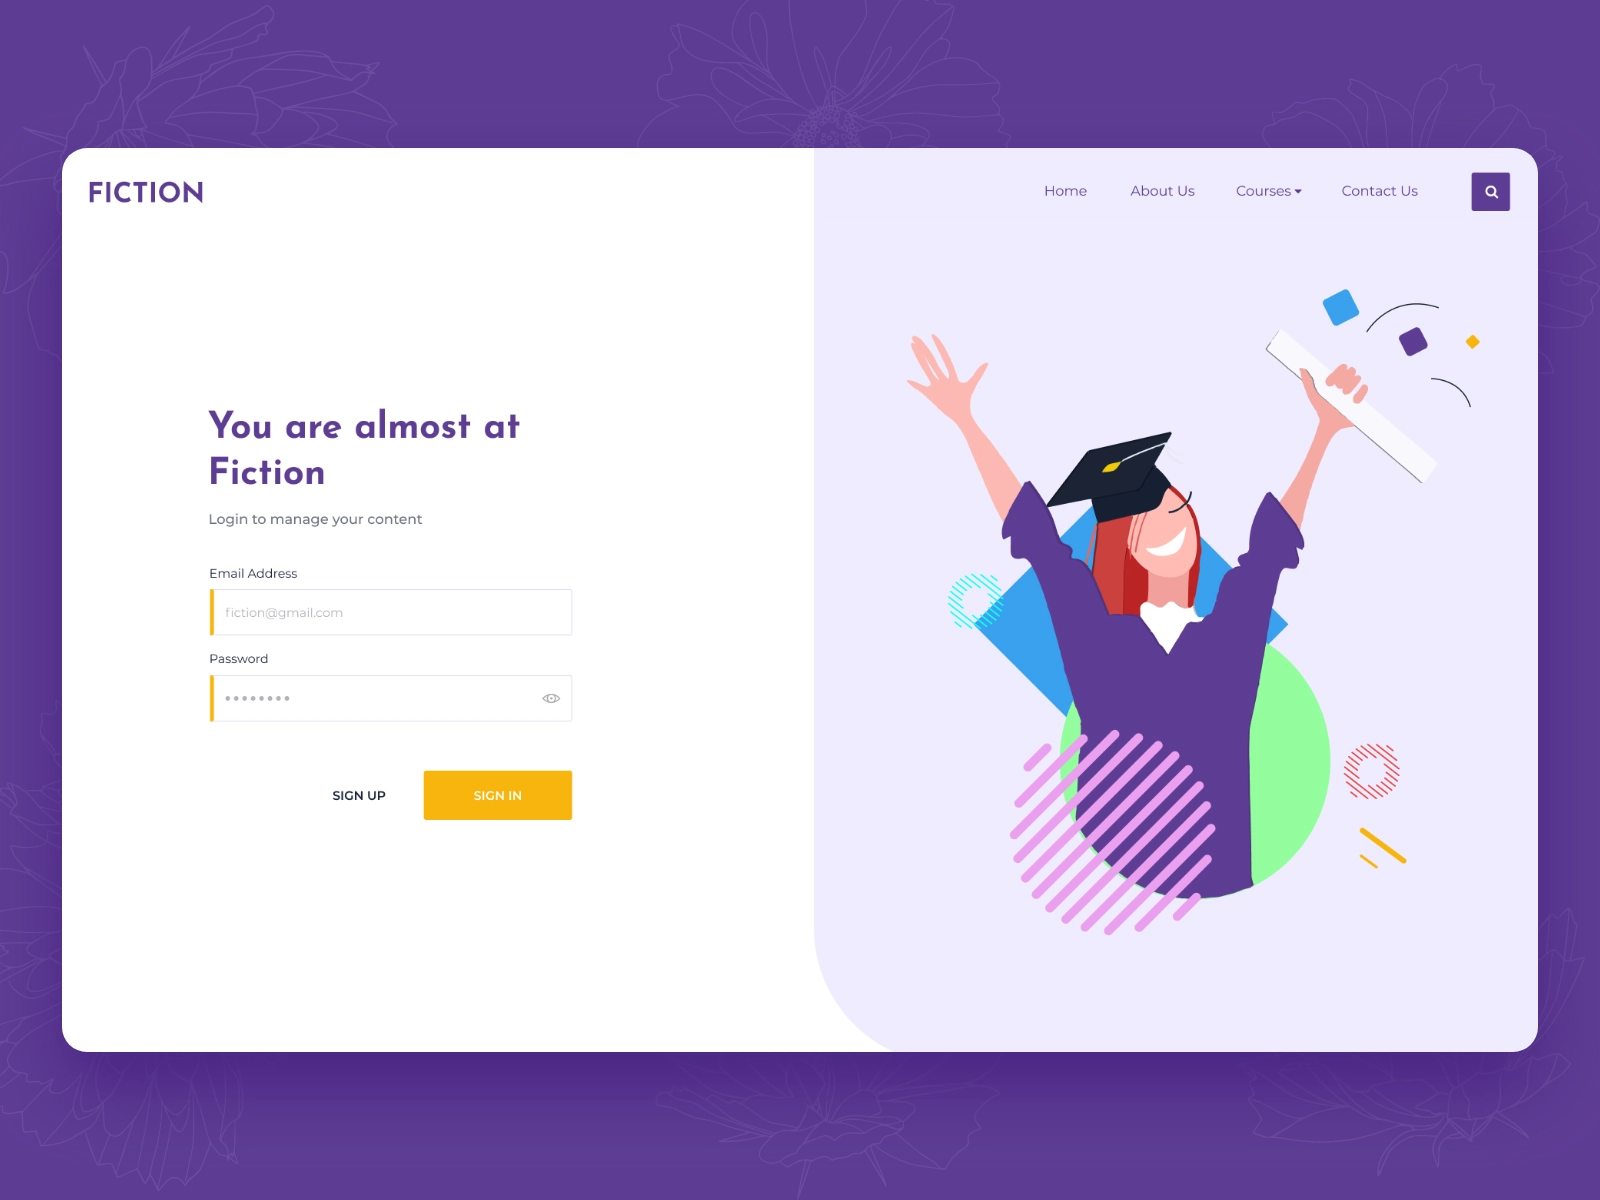 FICTION
Home About Us Courses Contact Us
You are almost at
Fiction
Login to manage your content
Email Address
fiction@gmail.com
Password
••••••••
SIGN UP SIGN IN